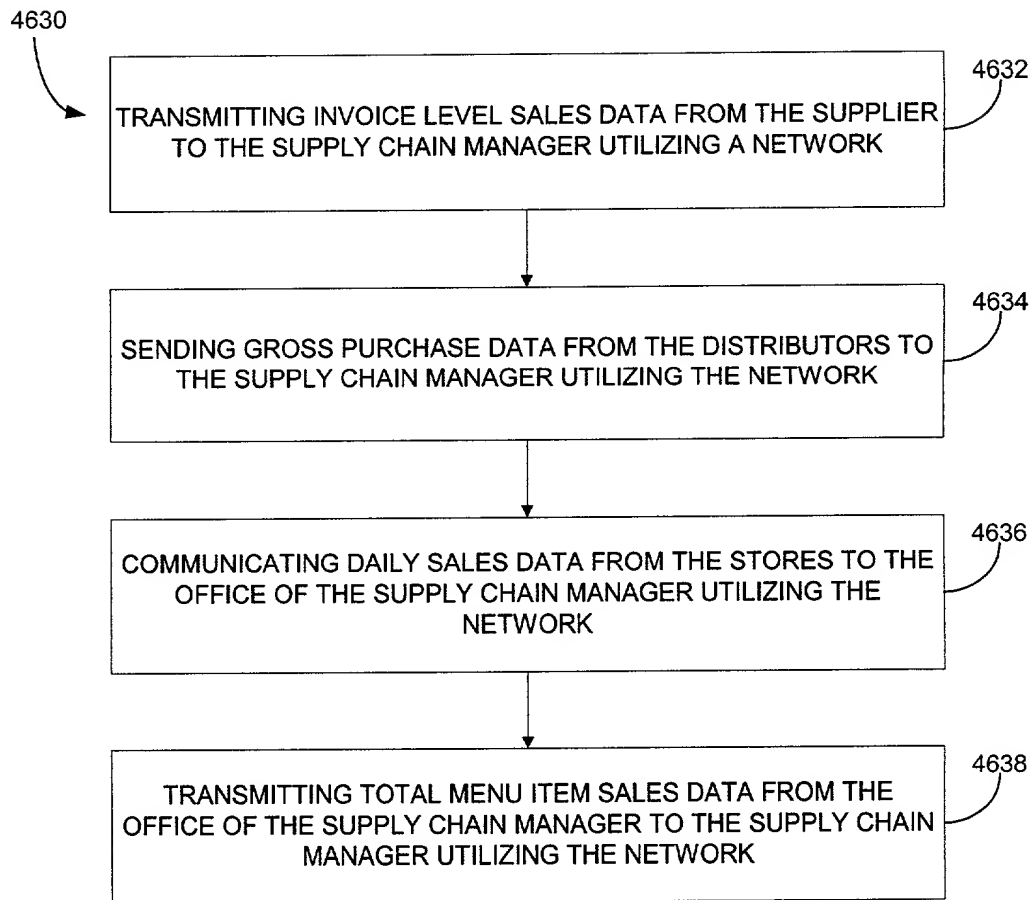 4630
4632
TRANSMITTING INVOICE LEVEL SALES DATA FROM THE SUPPLIER
TO THE SUPPLY CHAIN MANAGER UTILIZING A NETWORK
4634
SENDING GROSS PURCHASE DATA FROM THE DISTRIBUTORS TO
THE SUPPLY CHAIN MANAGER UTILIZING THE NETWORK
4636
COMMUNICATING DAILY SALES DATA FROM THE STORES TO THE
OFFICE OF THE SUPPLY CHAIN MANAGER UTILIZING THE
NETWORK
4638
TRANSMITTING TOTAL MENU ITEM SALES DATA FROM THE
OFFICE OF THE SUPPLY CHAIN MANAGER TO THE SUPPLY CHAIN
MANAGER UTILIZING THE NETWORK